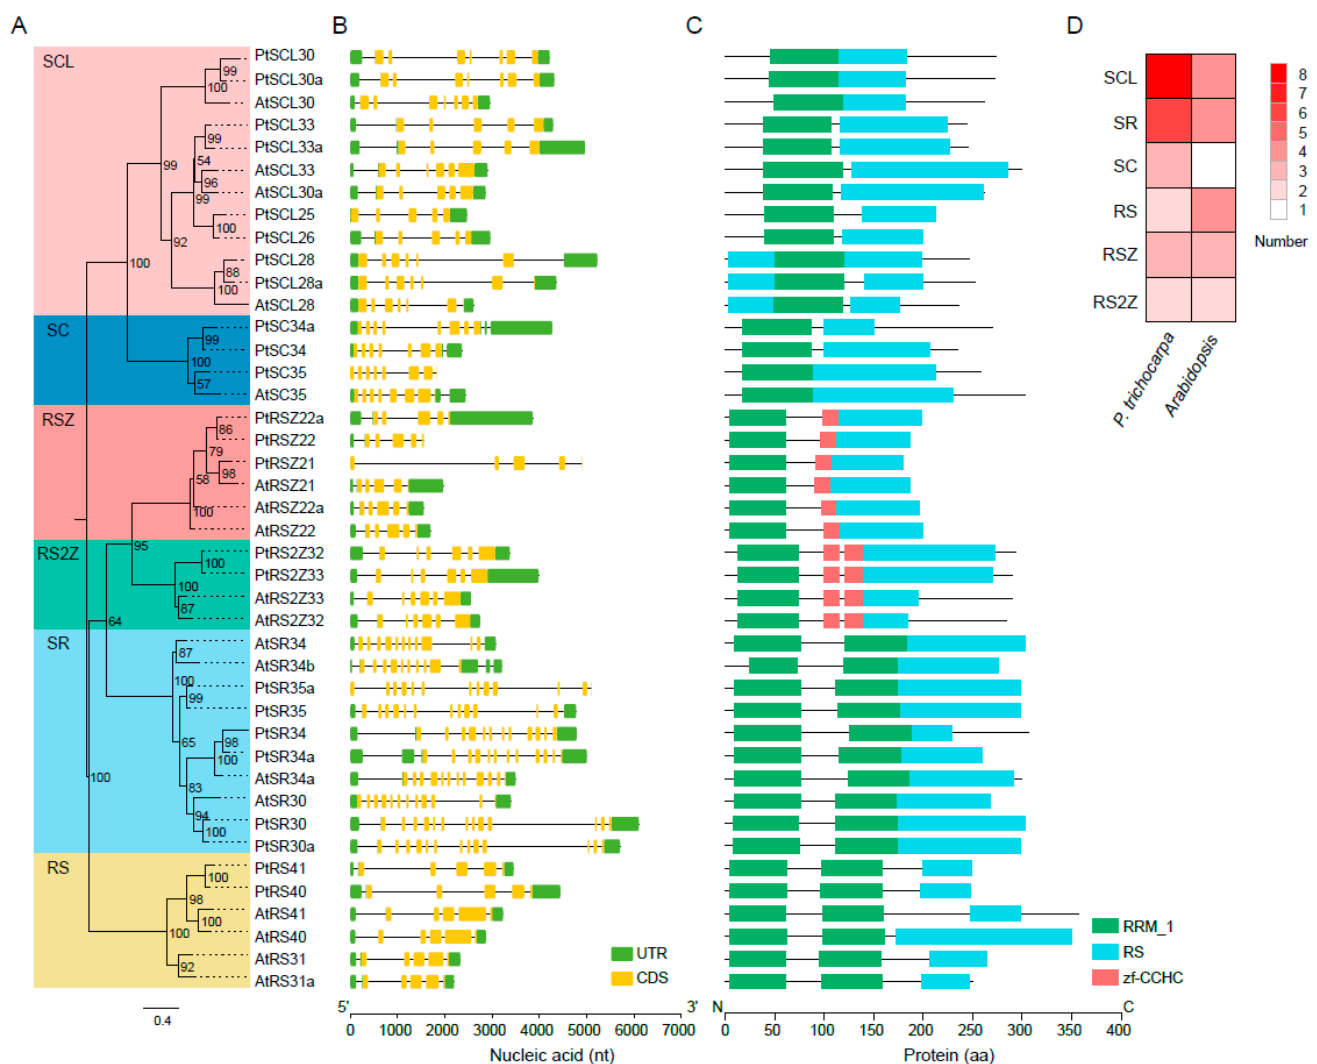 A
B
C
D
SCL
SC
RSZ
RS2Z
SR
RS
PtSCL30
PtSCL30a
AtSCL30
PtSCL33
PtSCL33a
AtSCL33
AtSCL30a
PtSCL25
PtSCL26
PtSCL28
PtSCL28a
AtSCL28
PtSC34a
PtSC34
PtSC35
AtSC35
PtRSZ22a
PtRSZ22
PtRSZ21
AtRSZ21
AtRSZ22a
AtRSZ22
PtRS2Z32
PtRS2Z33
AtRS2Z33
AtRS2Z32
AtSR34
AtSR34b
PtSR35a
PtSR35
PtSR34
PtSR34a
AtSR34a
AtSR30
PtSR30
PtSR30a
PtRS41
PtRS40
AtRS41
AtRS40
AtRS31
AtRS31a
99
100
99
99
54
96
99
100
92
88
100
100
99
100
57
86
79
98
58
100
95
100
100
87
64
87
100
99
65
98
100
83
94
100
100
100
98
100
100
92
0.4
UTR
CDS
5' 3'
0 1000 2000 3000 4000 5000 6000 7000
Nucleic acid (nt)
RRM_1
RS
zf-CCHC
N C
0 50 100 150 200 250 300 350 400
Protein (aa)
SCL
SR
SC
RS
RSZ
RS2Z
P. trichocarpa
Arabidopsis
8
7
6
5
4
3
2
1
Number